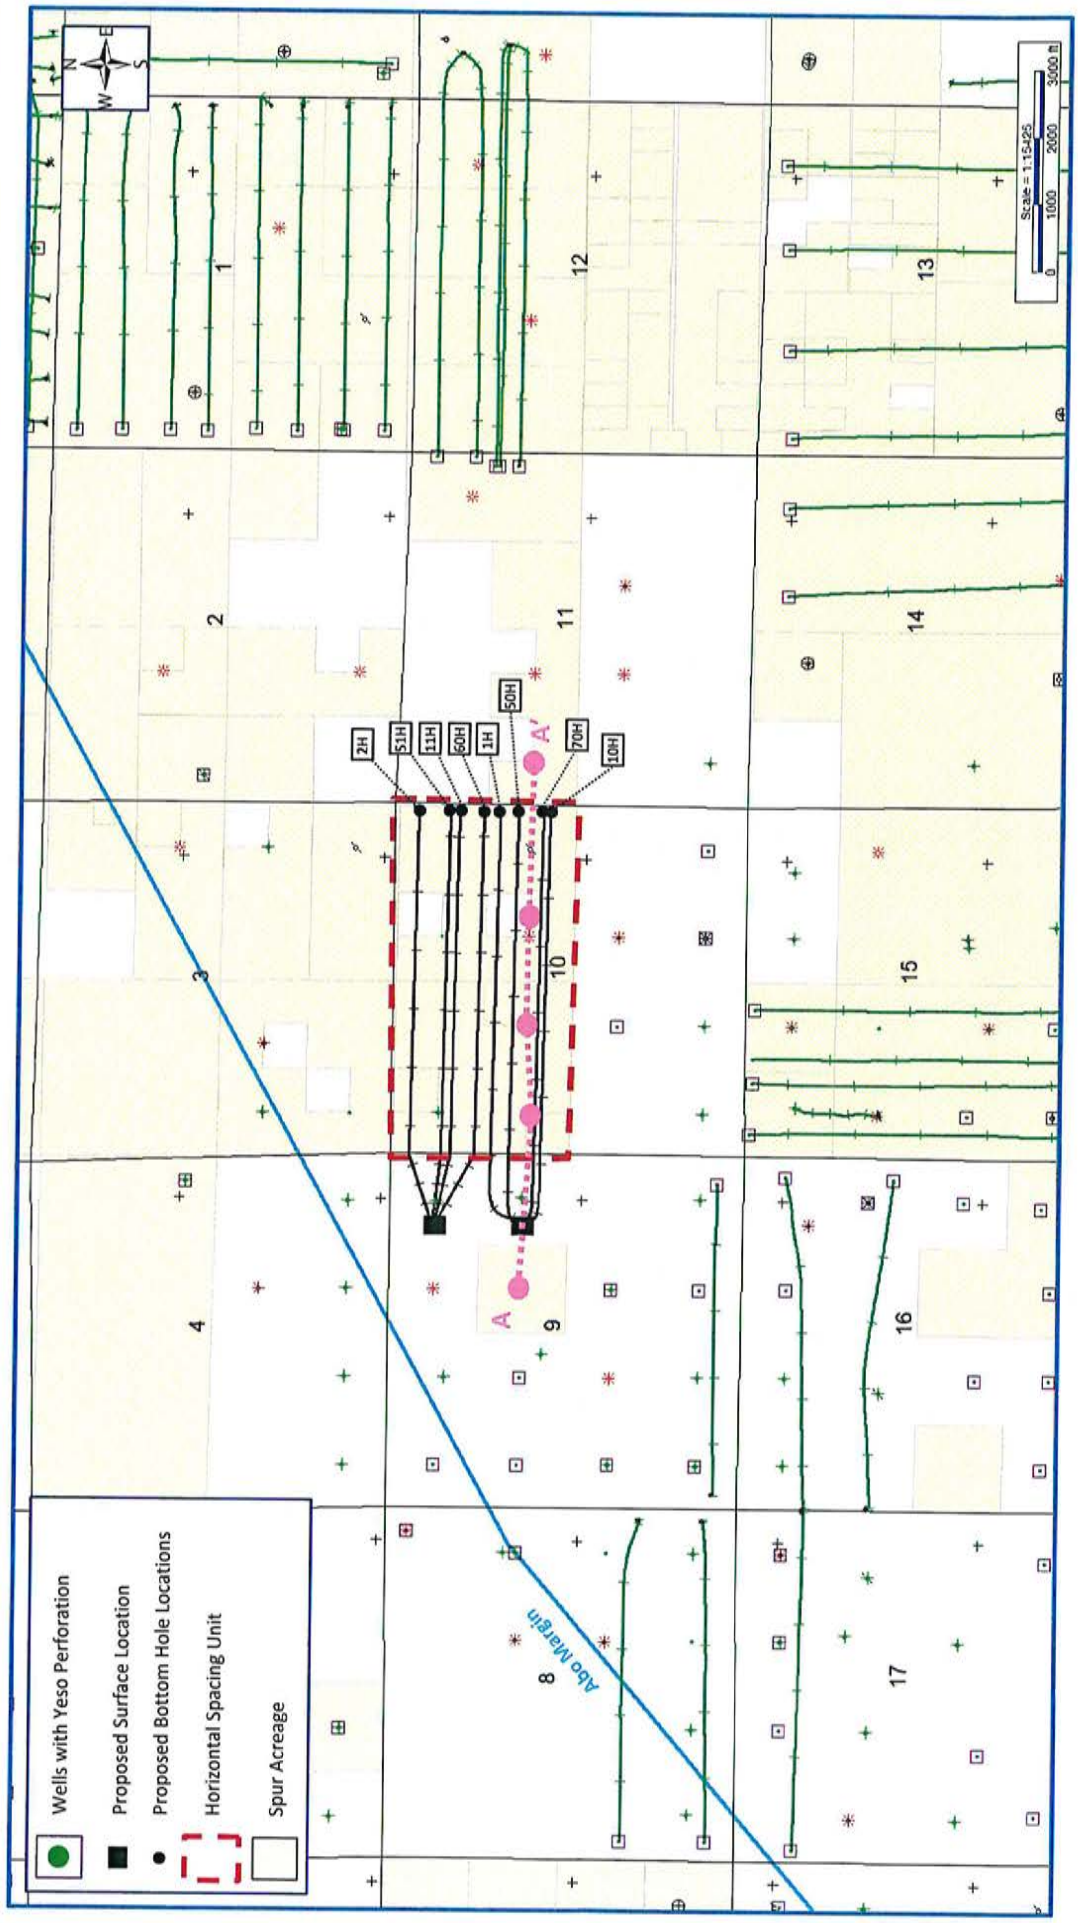 N
W
E
S
Wells with Yeso Perforation
Proposed Surface Location
Proposed Bottom Hole Locations
Horizontal Spacing Unit
Spur Acreage
Abo Margin
4
3
2
1
8
9
10
11
12
17
16
15
14
13
A
A'
2H
51H
11H
60H
1H
50H
70H
10H
Scale = 1:15425
0 1000 2000 3000 ft